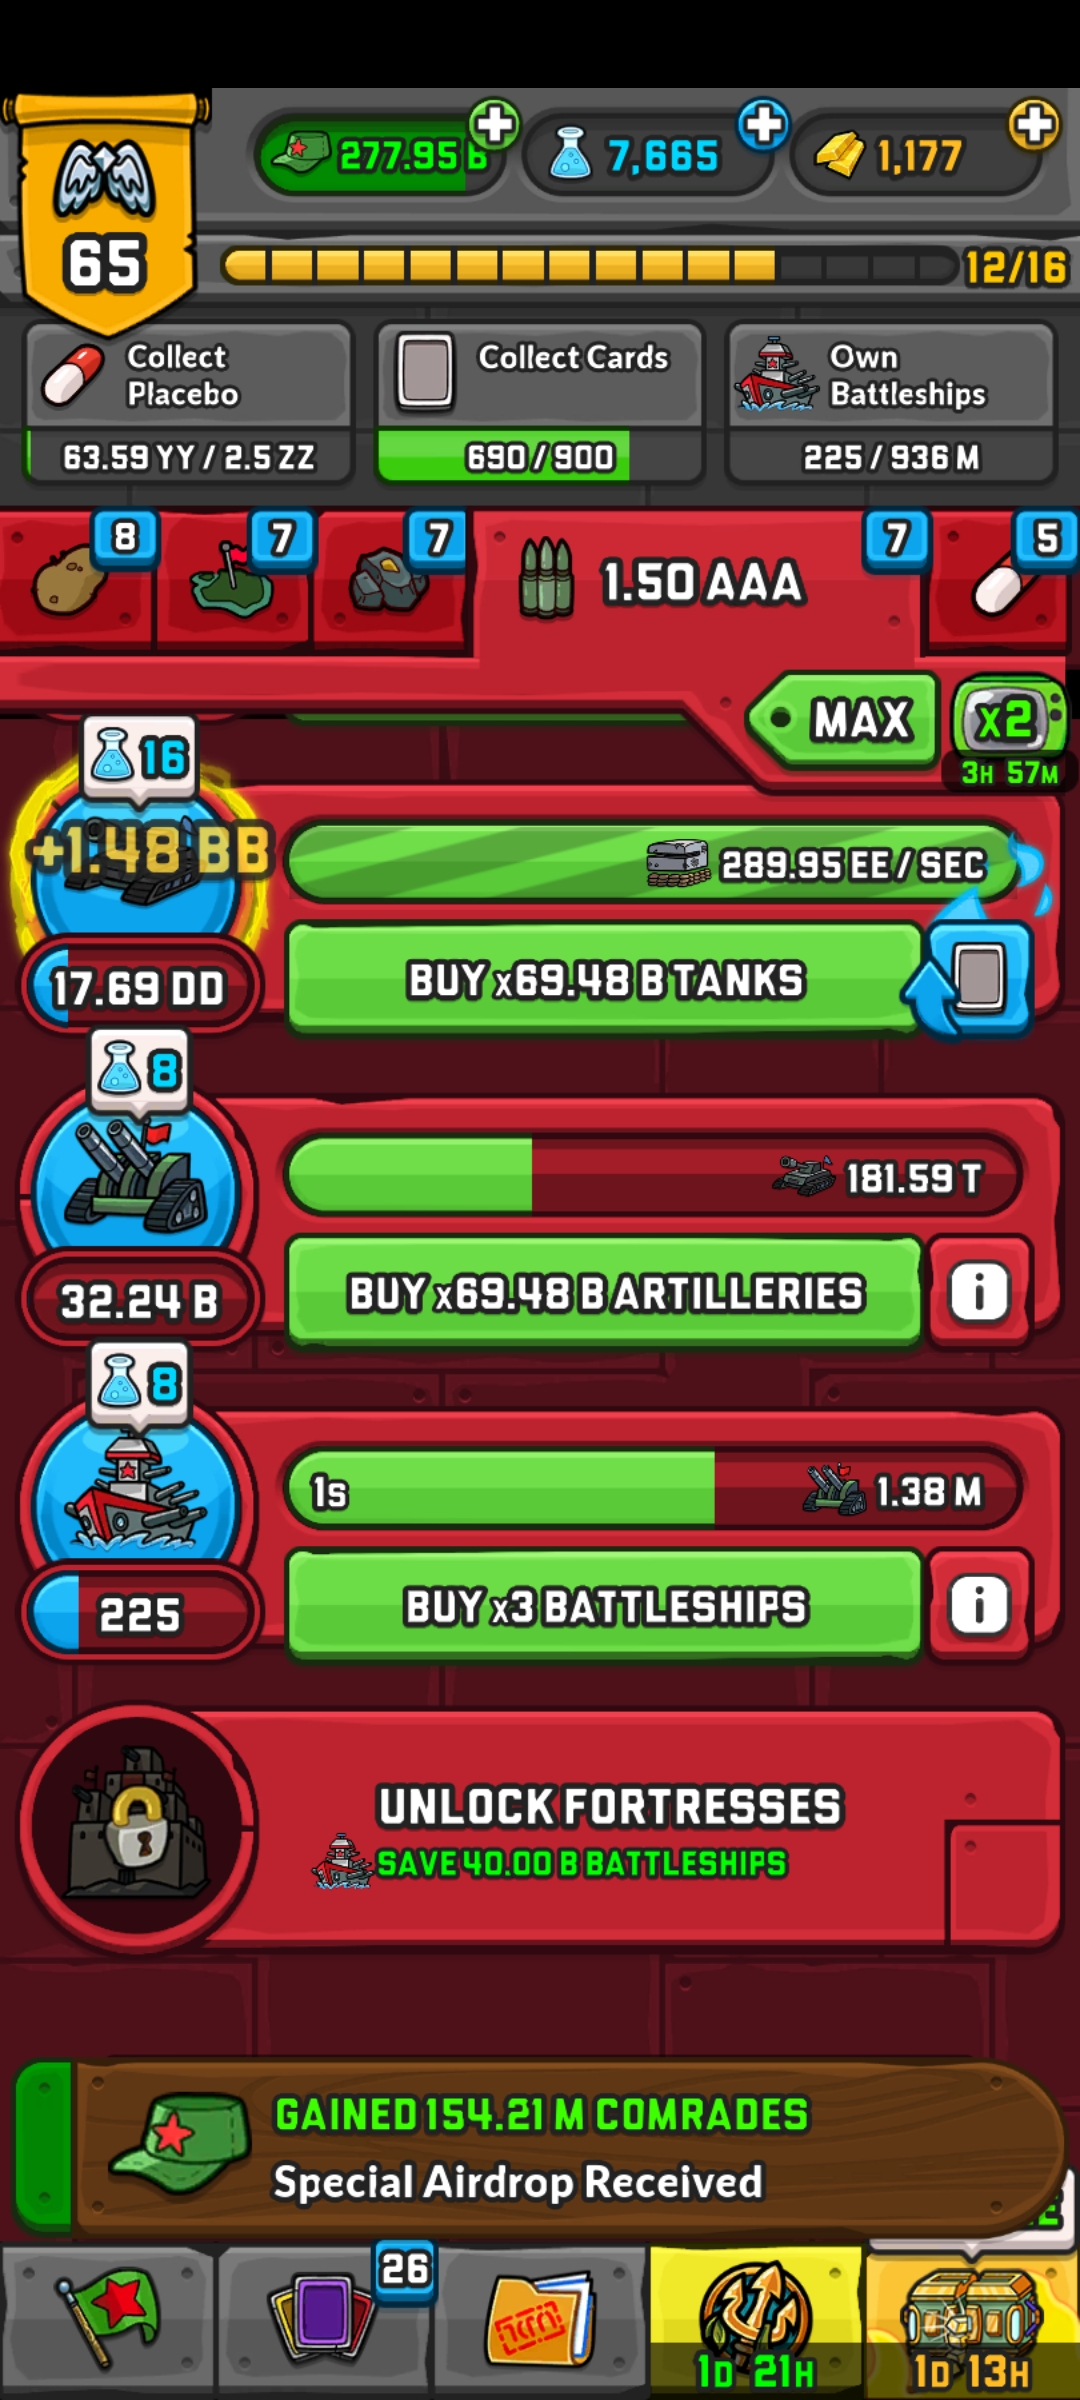 65
277.95 B
7,665
1,177
12/16
Collect
Placebo
63.59 YY / 2.5 ZZ
Collect Cards
690 / 900
Own
Battleships
225 / 936 M
8
7
7
1.50 AAA
7
5
MAX
x2
3H 57M
16
+1.48 BB
289.95 EE / SEC
17.69 DD
BUY x69.48 B TANKS
8
181.59 T
32.24 B
BUY x69.48 B ARTILLERIES
i
8
1s
1.38 M
225
BUY x3 BATTLESHIPS
i
UNLOCK FORTRESSES
SAVE 40.00 B BATTLESHIPS
GAINED 154.21 M COMRADES
Special Airdrop Received
26
1D 21H
1D 13H